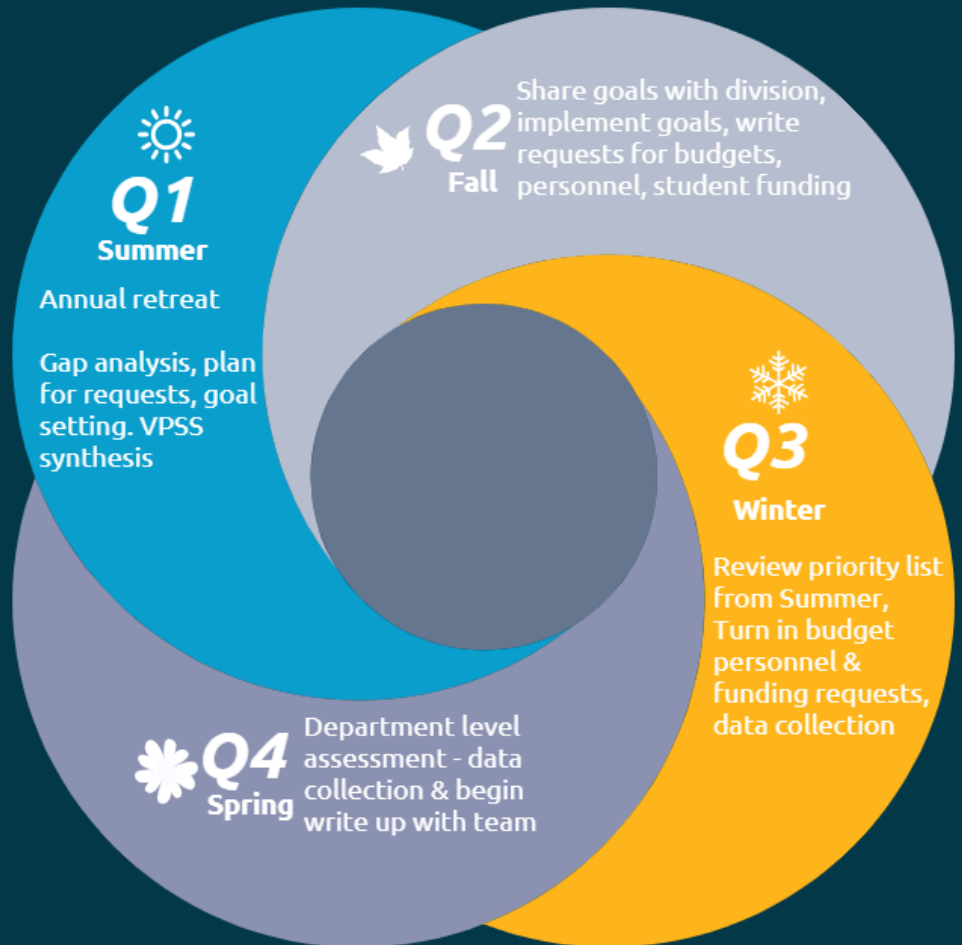 Q1
Summer
Annual retreat
Gap analysis, plan
for requests, goal
setting. VPSS
synthesis
Q2
Fall
Share goals with division,
implement goals, write
requests for budgets,
personnel, student funding
Q3
Winter
Review priority list
from Summer,
Turn in budget
personnel &
funding requests,
data collection
Q4
Spring
Department level
assessment - data
collection & begin
write up with team